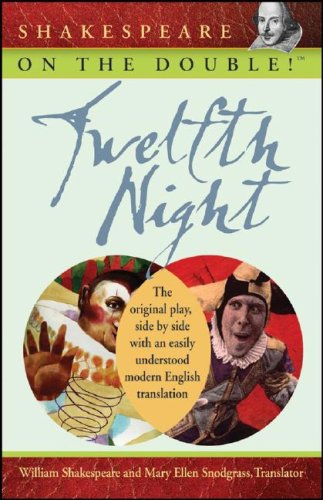 SHAKESPEARE
ON THE DOUBLE!™
Twelfth
Night
The
original play,
side by side
with an easily
understood
modern English
translation
William Shakespeare and Mary Ellen Snodgrass, Translator